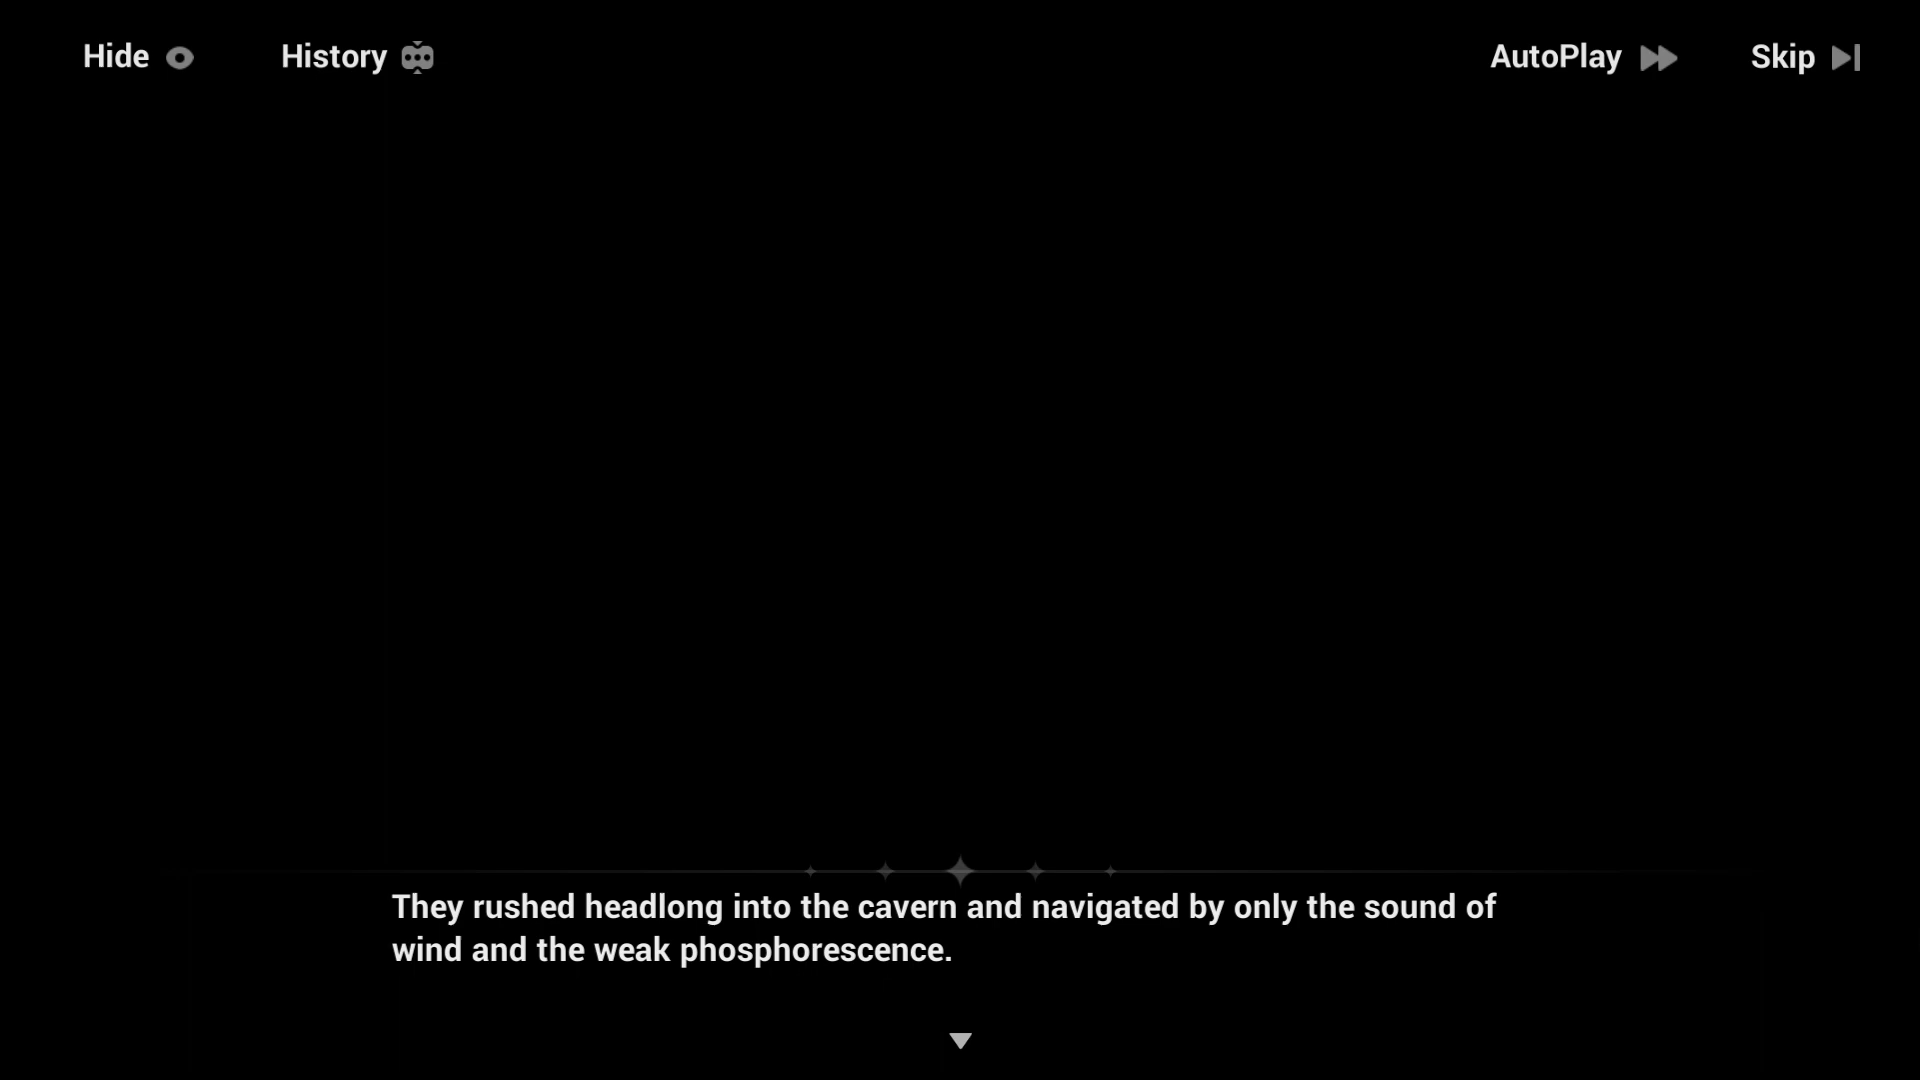 Hide
History
AutoPlay
Skip
They rushed headlong into the cavern and navigated by only the sound of
wind and the weak phosphorescence.